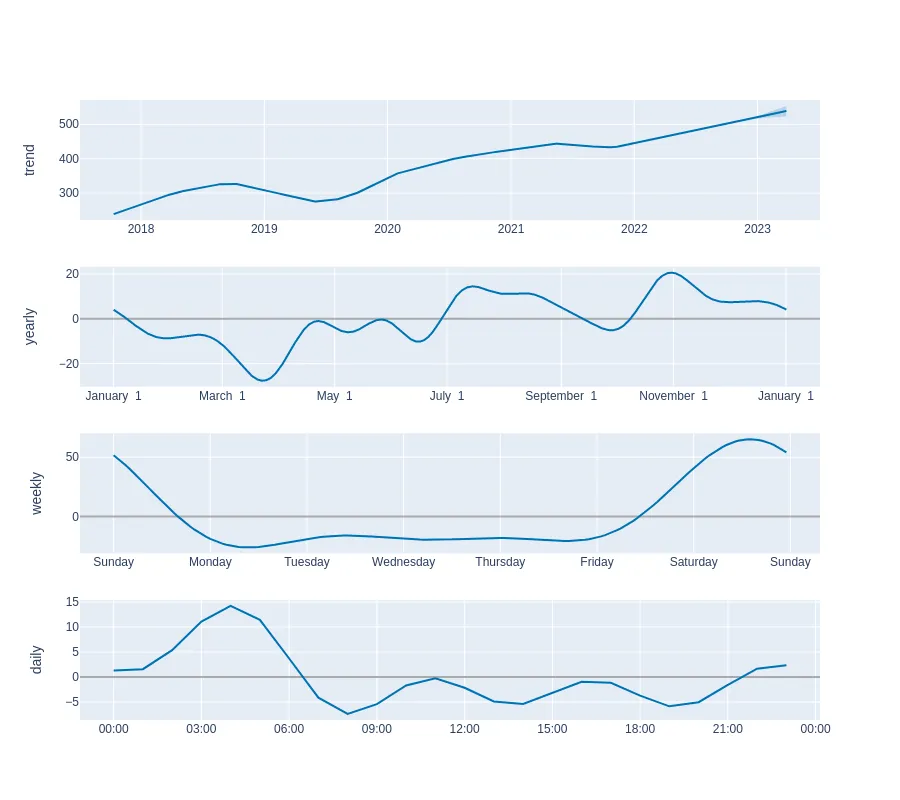 trend
500
400
300
2018 2019 2020 2021 2022 2023
yearly
20
0
−20
January 1 March 1 May 1 July 1 September 1 November 1 January 1
weekly
50
0
Sunday Monday Tuesday Wednesday Thursday Friday Saturday Sunday
daily
15
10
5
0
−5
00:00 03:00 06:00 09:00 12:00 15:00 18:00 21:00 00:00